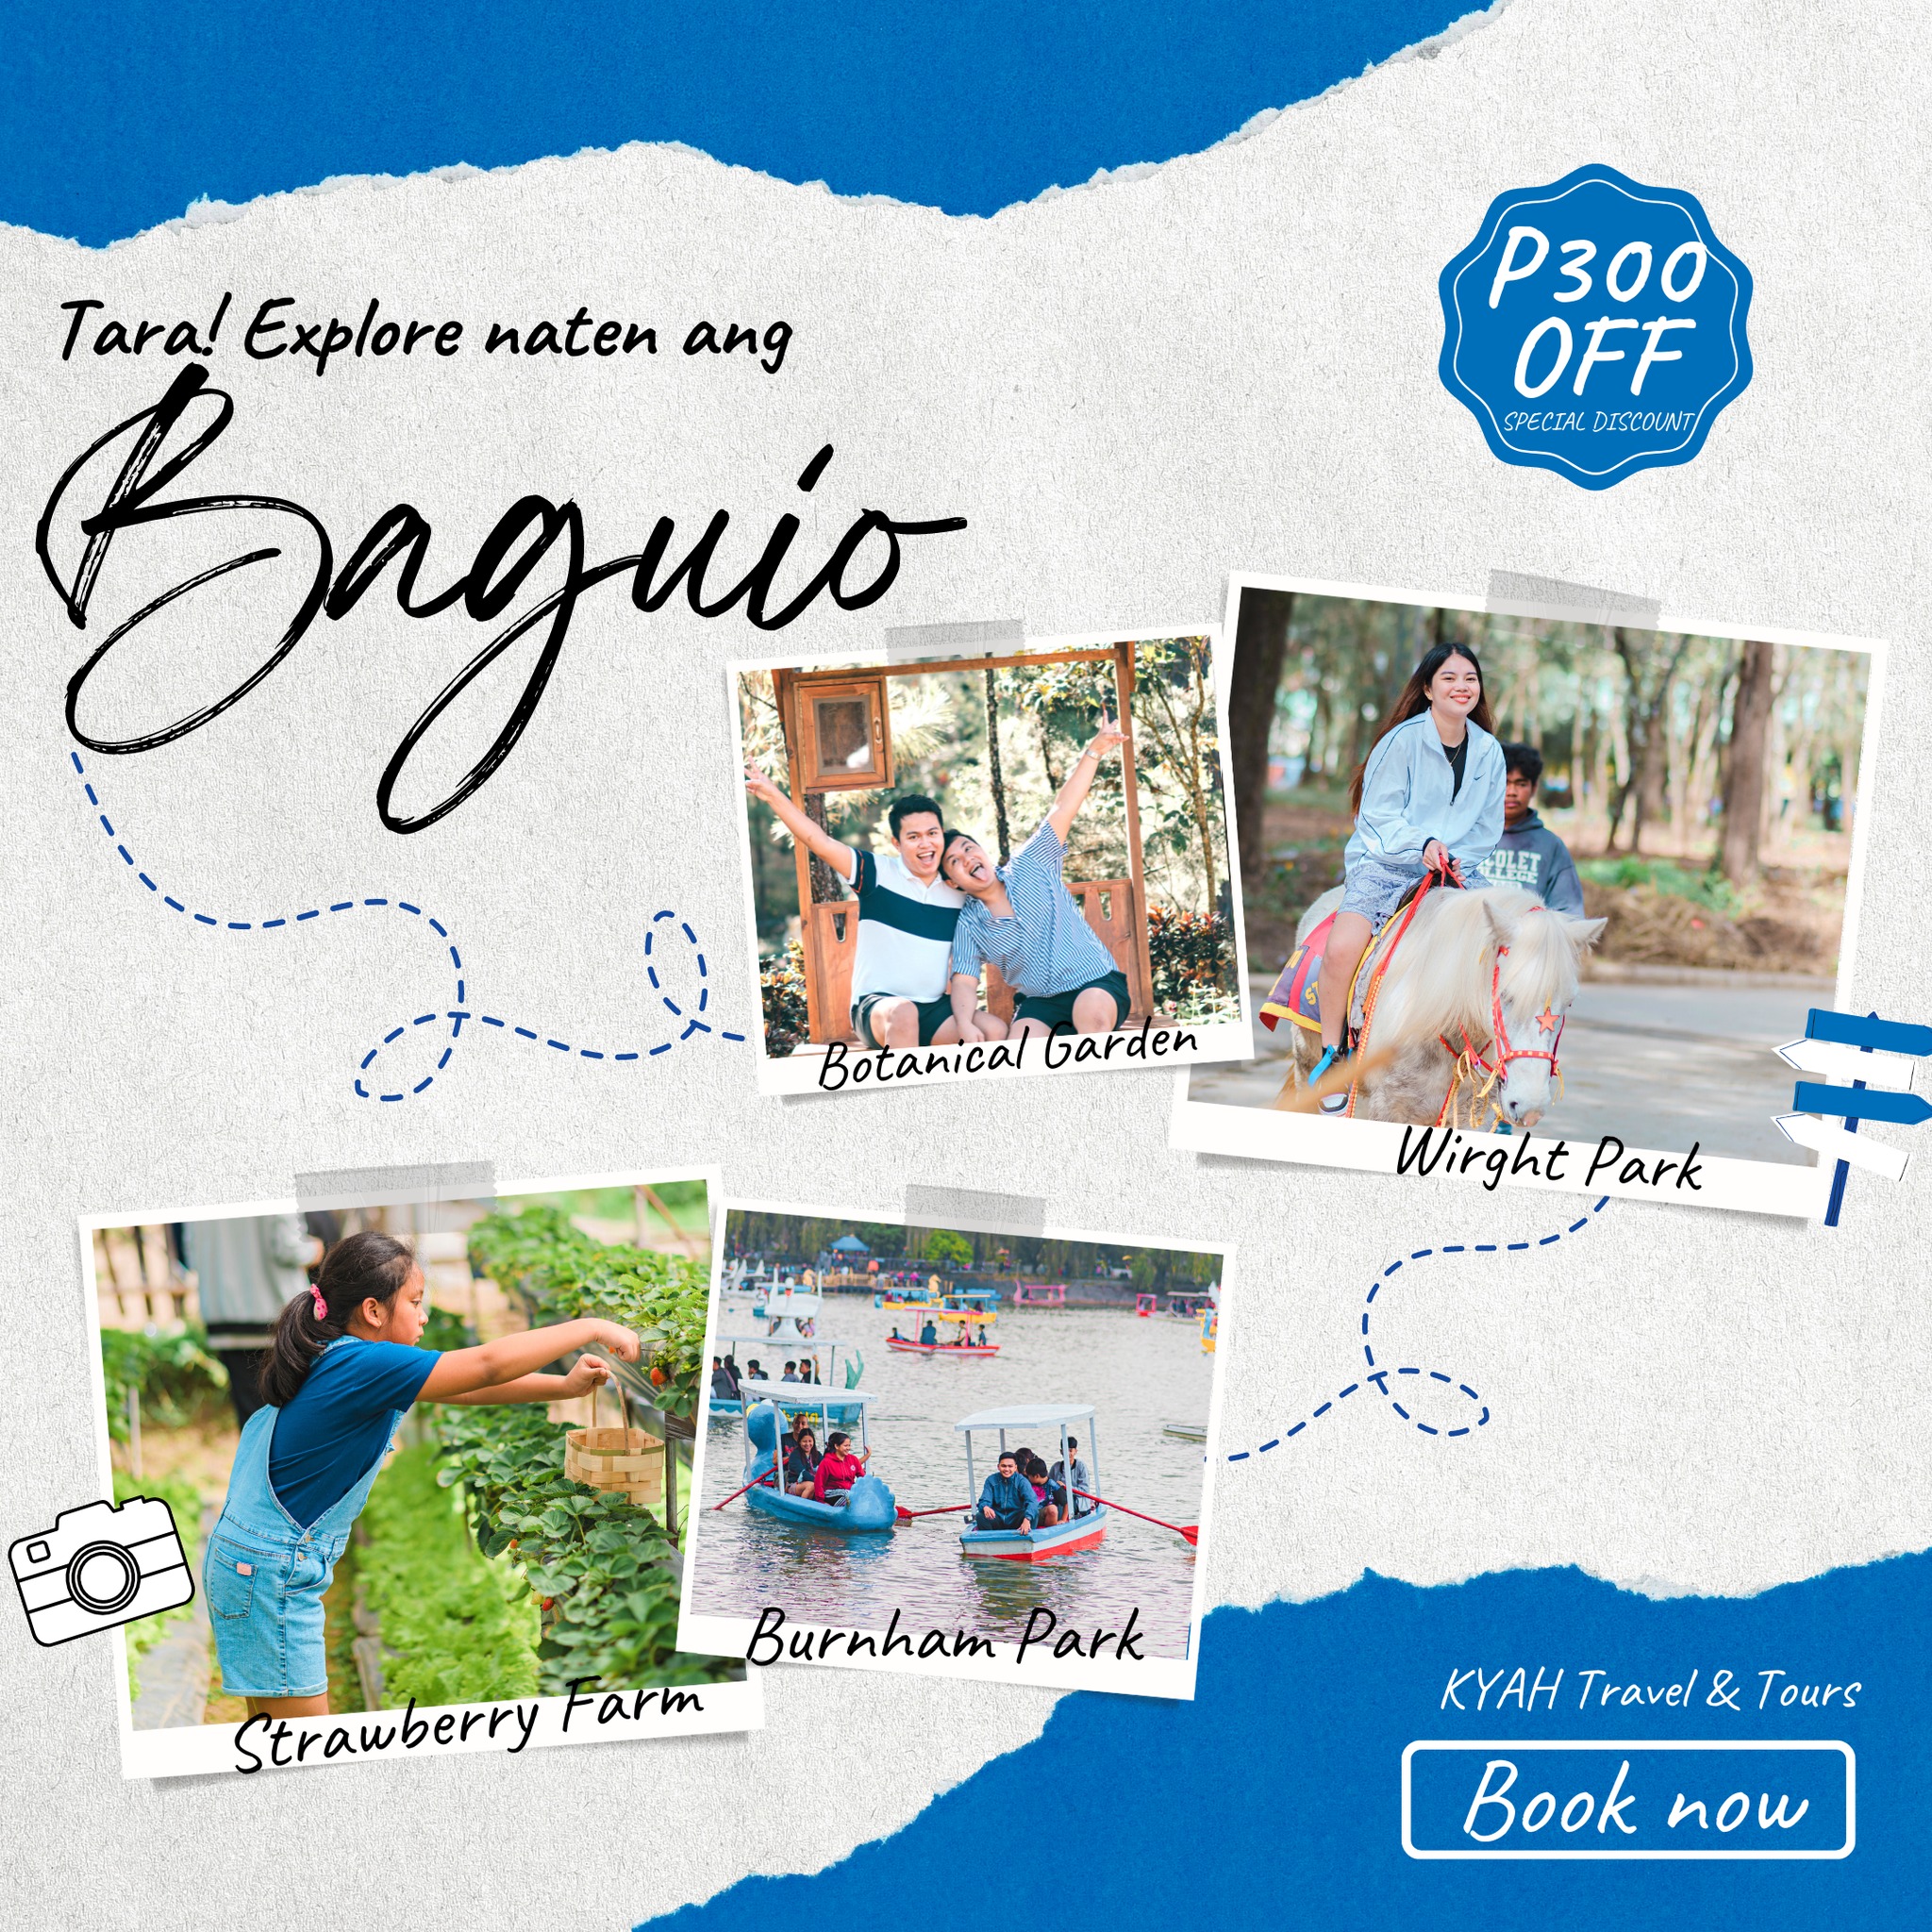 Tara! Explore naten ang
Baguio
P300
OFF
SPECIAL DISCOUNT
Botanical Garden
Wirght Park
Strawberry Farm
Burnham Park
KYAH Travel & Tours
Book now